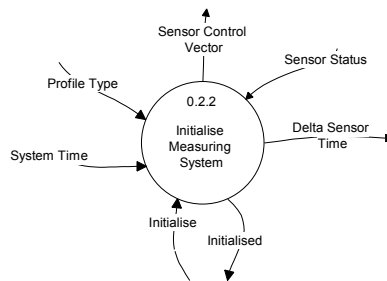 Sensor Control
Vector
Sensor Status
Profile Type
0.2.2
Initialise
Measuring
System
Delta Sensor
Time
System Time
Initialise
Initialised